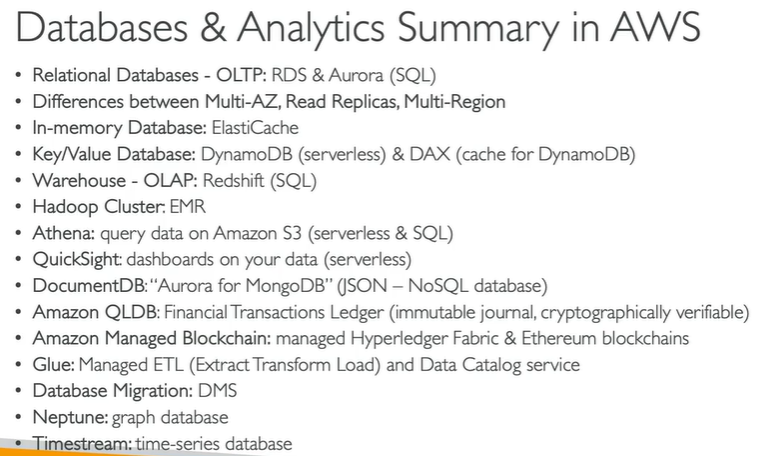 Databases & Analytics Summary in AWS
• Relational Databases - OLTP: RDS & Aurora (SQL)
• Differences between Multi-AZ, Read Replicas, Multi-Region
• In-memory Database: ElastiCache
• Key/Value Database: DynamoDB (serverless) & DAX (cache for DynamoDB)
• Warehouse - OLAP: Redshift (SQL)
• Hadoop Cluster: EMR
• Athena: query data on Amazon S3 (serverless & SQL)
• QuickSight: dashboards on your data (serverless)
• DocumentDB: “Aurora for MongoDB” (JSON – NoSQL database)
• Amazon QLDB: Financial Transactions Ledger (immutable journal, cryptographically verifiable)
• Amazon Managed Blockchain: managed Hyperledger Fabric & Ethereum blockchains
• Glue: Managed ETL (Extract Transform Load) and Data Catalog service
• Database Migration: DMS
• Neptune: graph database
• Timestream: time-series database